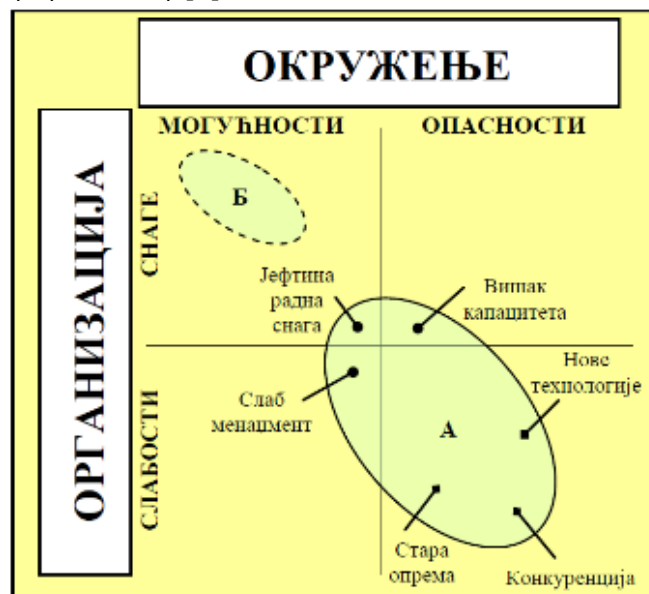 ОКРУЖЕЊЕ
МОГУЋНОСТИ
ОПАСНОСТИ
ОРГАНИЗАЦИЈА
СНАГЕ
СЛАБОСТИ
Б
Јефтина
радна
снага
Вишак
капацитета
Нове
технологије
Слаб
менаџмент
А
Стара
опрема
Конкуренција